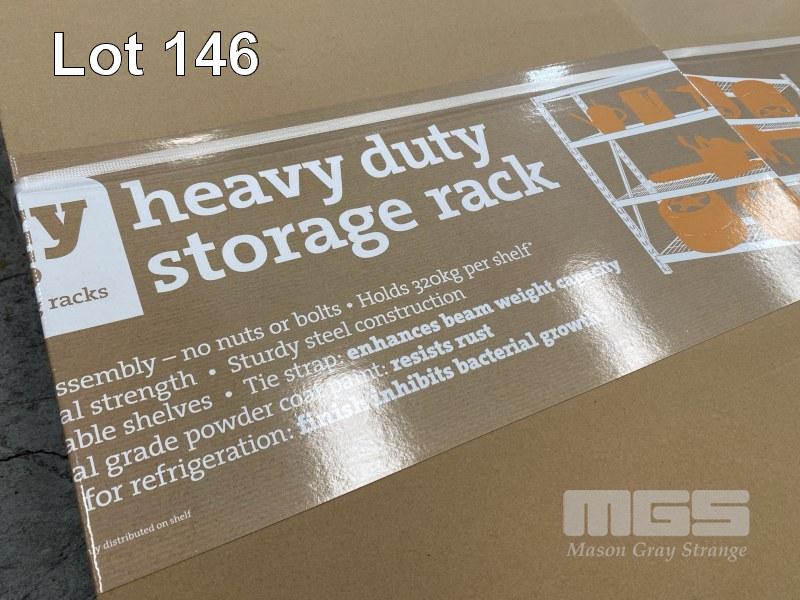 Lot 146
y
racks
heavy duty
storage rack
ssembly – no nuts or bolts • Holds 320kg per shelf*
al strength • Sturdy steel construction
able shelves • Tie strap: enhances beam weight capacity
al grade powder coat paint: resists rust
for refrigeration: finish inhibits bacterial growth
y distributed on shelf
MGS
Mason Gray Strange